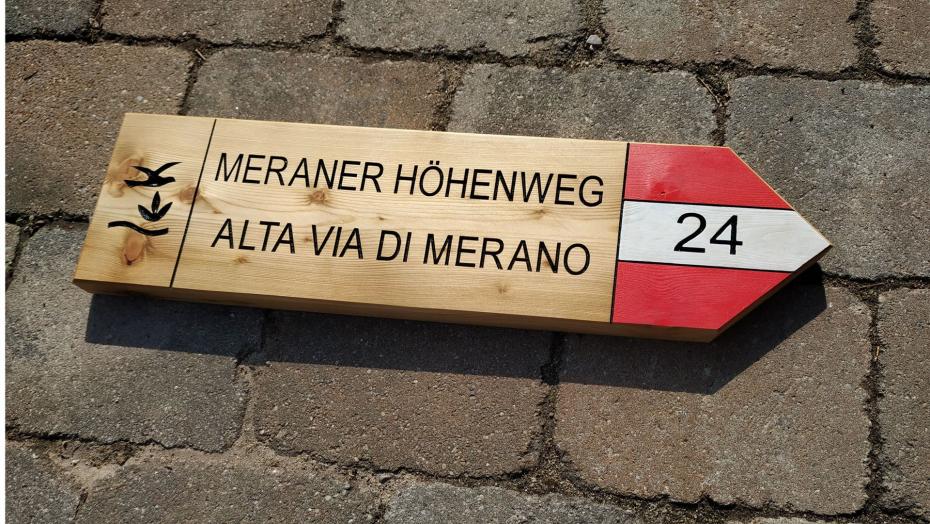 MERANER HÖHENWEG
ALTA VIA DI MERANO
24